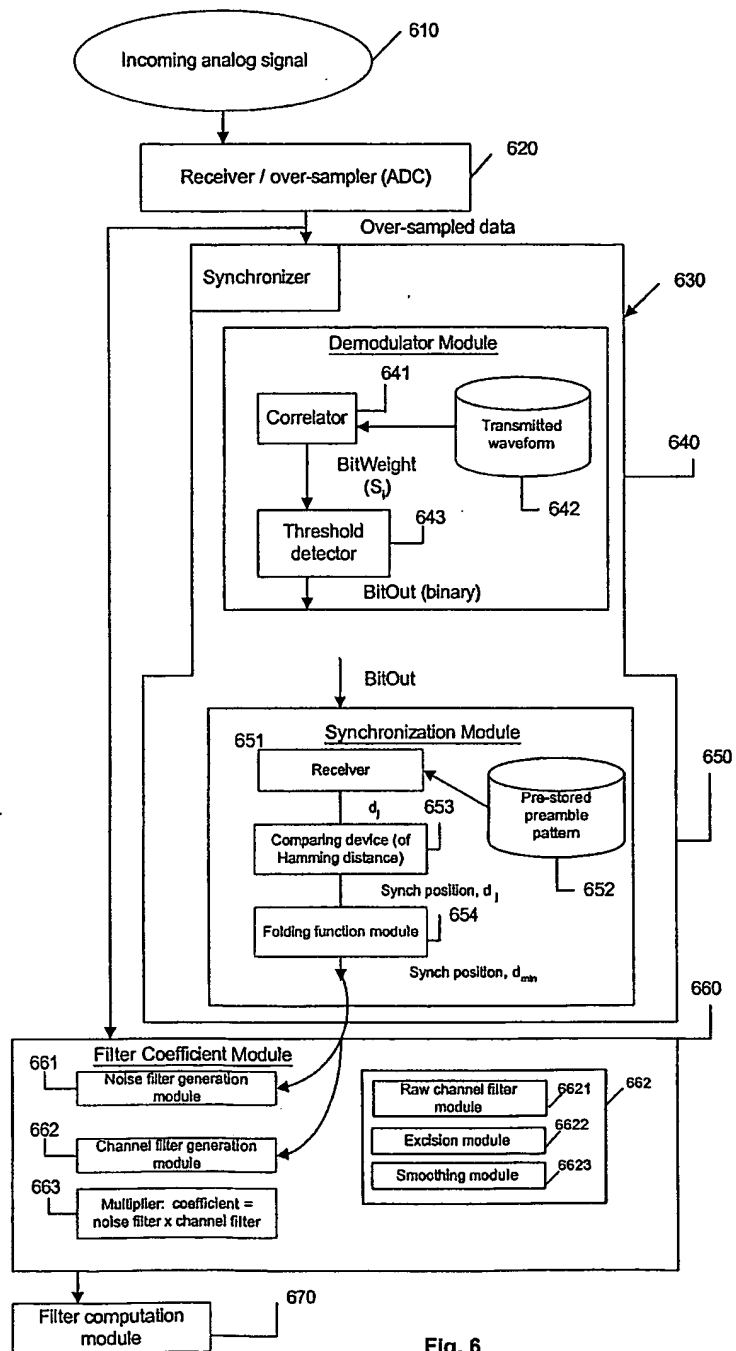 610
Incoming analog signal
620
Receiver / over-sampler (ADC)
Over-sampled data
Synchronizer
630
Demodulator Module
641
Correlator
Transmitted
waveform
640
BitWeight
(Si)
642
643
Threshold
detector
BitOut (binary)
BitOut
Synchronization Module
651
Receiver
650
Pre-stored
preamble
pattern
dj
653
Comparing device (of
Hamming distance)
652
Synch position, dj
654
Folding function module
Synch position, dmin
660
Filter Coefficient Module
661
Noise filter generation
module
Raw channel filter
module
6621
662
662
Channel filter generation
module
Excision module
6622
663
Smoothing module
6623
Multiplier: coefficient =
noise filter x channel filter
670
Filter computation
module
Fig. 6